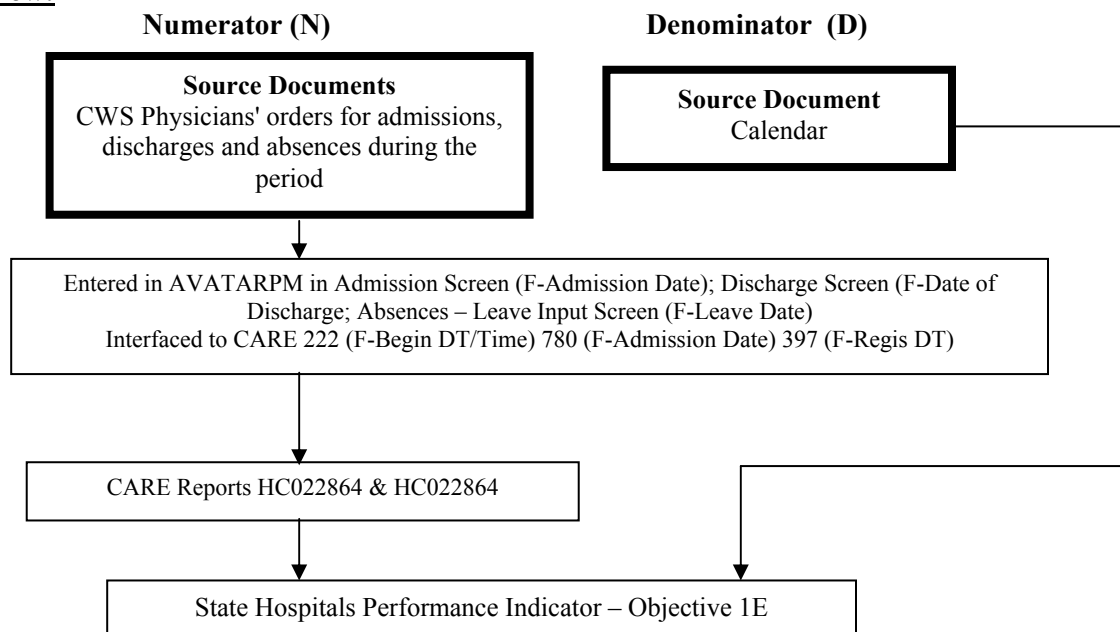 Numerator (N)
Denominator (D)
Source Documents
CWS Physicians' orders for admissions,
discharges and absences during the
period
Source Document
Calendar
Entered in AVATARPM in Admission Screen (F-Admission Date); Discharge Screen (F-Date of
Discharge; Absences – Leave Input Screen (F-Leave Date)
Interfaced to CARE 222 (F-Begin DT/Time) 780 (F-Admission Date) 397 (F-Regis DT)
CARE Reports HC022864 & HC022864
State Hospitals Performance Indicator – Objective 1E